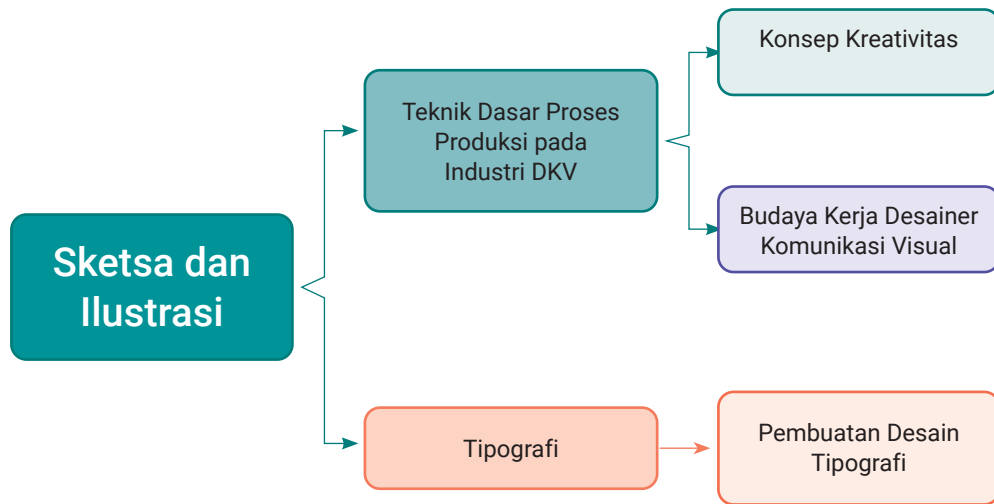 Sketsa dan
Ilustrasi
Teknik Dasar Proses
Produksi pada
Industri DKV
Konsep Kreativitas
Budaya Kerja Desainer
Komunikasi Visual
Tipografi
Pembuatan Desain
Tipografi